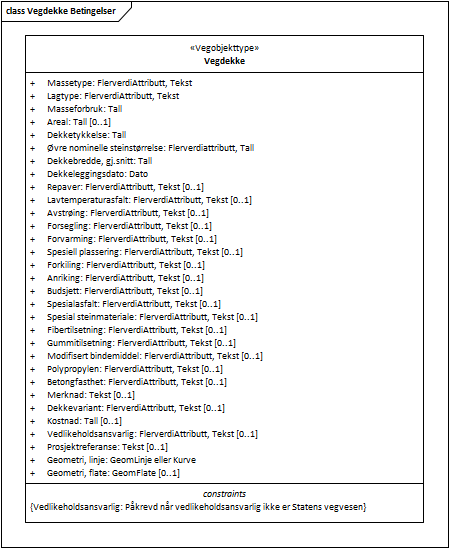 class Vegdekke Betingelser
«Vegobjekttype»
Vegdekke
+ Massetype: FlerverdiAttributt, Tekst
+ Lagtype: FlerverdiAttributt, Tekst
+ Masseforbruk: Tall
+ Areal: Tall [0..1]
+ Dekketykkelse: Tall
+ Øvre nominelle steinstørrelse: Flerverdiattributt, Tall
+ Dekkebredde, gj.snitt: Tall
+ Dekkeleggingsdato: Dato
+ Repaver: FlerverdiAttributt, Tekst [0..1]
+ Lavtemperaturasfalt: FlerverdiAttributt, Tekst [0..1]
+ Avstrøing: FlerverdiAttributt, Tekst [0..1]
+ Forsegling: FlerverdiAttributt, Tekst [0..1]
+ Forvarming: FlerverdiAttributt, Tekst [0..1]
+ Spesiell plassering: FlerverdiAttributt, Tekst [0..1]
+ Forkiling: FlerverdiAttributt, Tekst [0..1]
+ Anriking: FlerverdiAttributt, Tekst [0..1]
+ Budsjett: FlerverdiAttributt, Tekst [0..1]
+ Spesialasfalt: FlerverdiAttributt, Tekst [0..1]
+ Spesial steinmateriale: FlerverdiAttributt, Tekst [0..1]
+ Fibertilsetning: FlerverdiAttributt, Tekst [0..1]
+ Gummitilsetning: FlerverdiAttributt, Tekst [0..1]
+ Modifisert bindemiddel: FlerverdiAttributt, Tekst [0..1]
+ Polypropylen: FlerverdiAttributt, Tekst [0..1]
+ Betongfasthet: FlerverdiAttributt, Tekst [0..1]
+ Merknad: Tekst [0..1]
+ Dekkevariant: FlerverdiAttributt, Tekst [0..1]
+ Kostnad: Tall [0..1]
+ Vedlikeholdsansvarlig: FlerverdiAttributt, Tekst [0..1]
+ Prosjektreferanse: Tekst [0..1]
+ Geometri, linje: GeomLinje eller Kurve
+ Geometri, flate: GeomFlate [0..1]
constraints
{Vedlikeholdsansvarlig: Påkrevd når vedlikeholdsansvarlig ikke er Statens vegvesen}